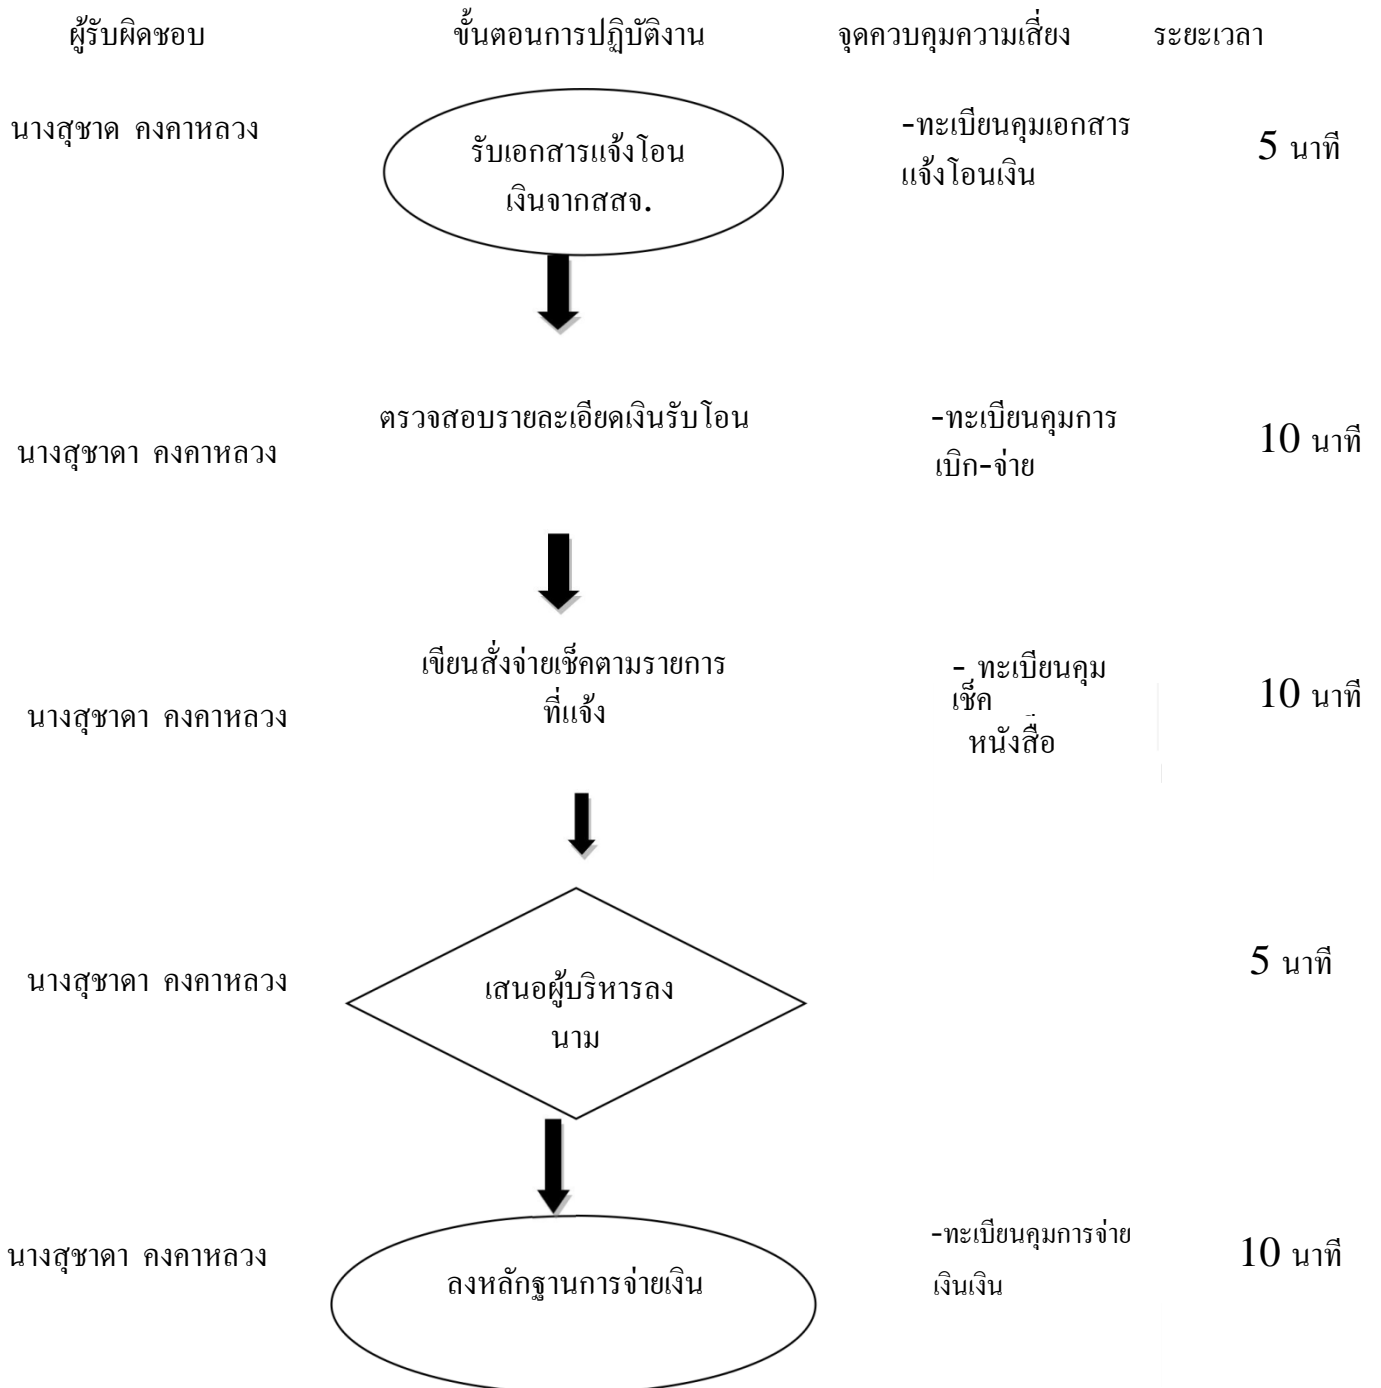 ผู้รับผิดชอบ ขั้นตอนการปฏิบัติงาน จุดควบคุมความเสี่ยง ระยะเวลา
นางสุชาด คงคาหลวง
รับเอกสารแจ้งโอน
เงินจากสสจ.
-ทะเบียนคุมเอกสาร
แจ้งโอนเงิน
5 นาที
นางสุชาดา คงคาหลวง
ตรวจสอบรายละเอียดเงินรับโอน
-ทะเบียนคุมการ
เบิก-จ่าย
10 นาที
นางสุชาดา คงคาหลวง
เขียนสั่งจ่ายเช็คตามรายการ
ที่แจ้ง
- ทะเบียนคุม
เช็ค
หนังสือ
10 นาที
นางสุชาดา คงคาหลวง
เสนอผู้บริหารลง
นาม
5 นาที
นางสุชาดา คงคาหลวง
ลงหลักฐานการจ่ายเงิน
-ทะเบียนคุมการจ่าย
เงินเงิน
10 นาที